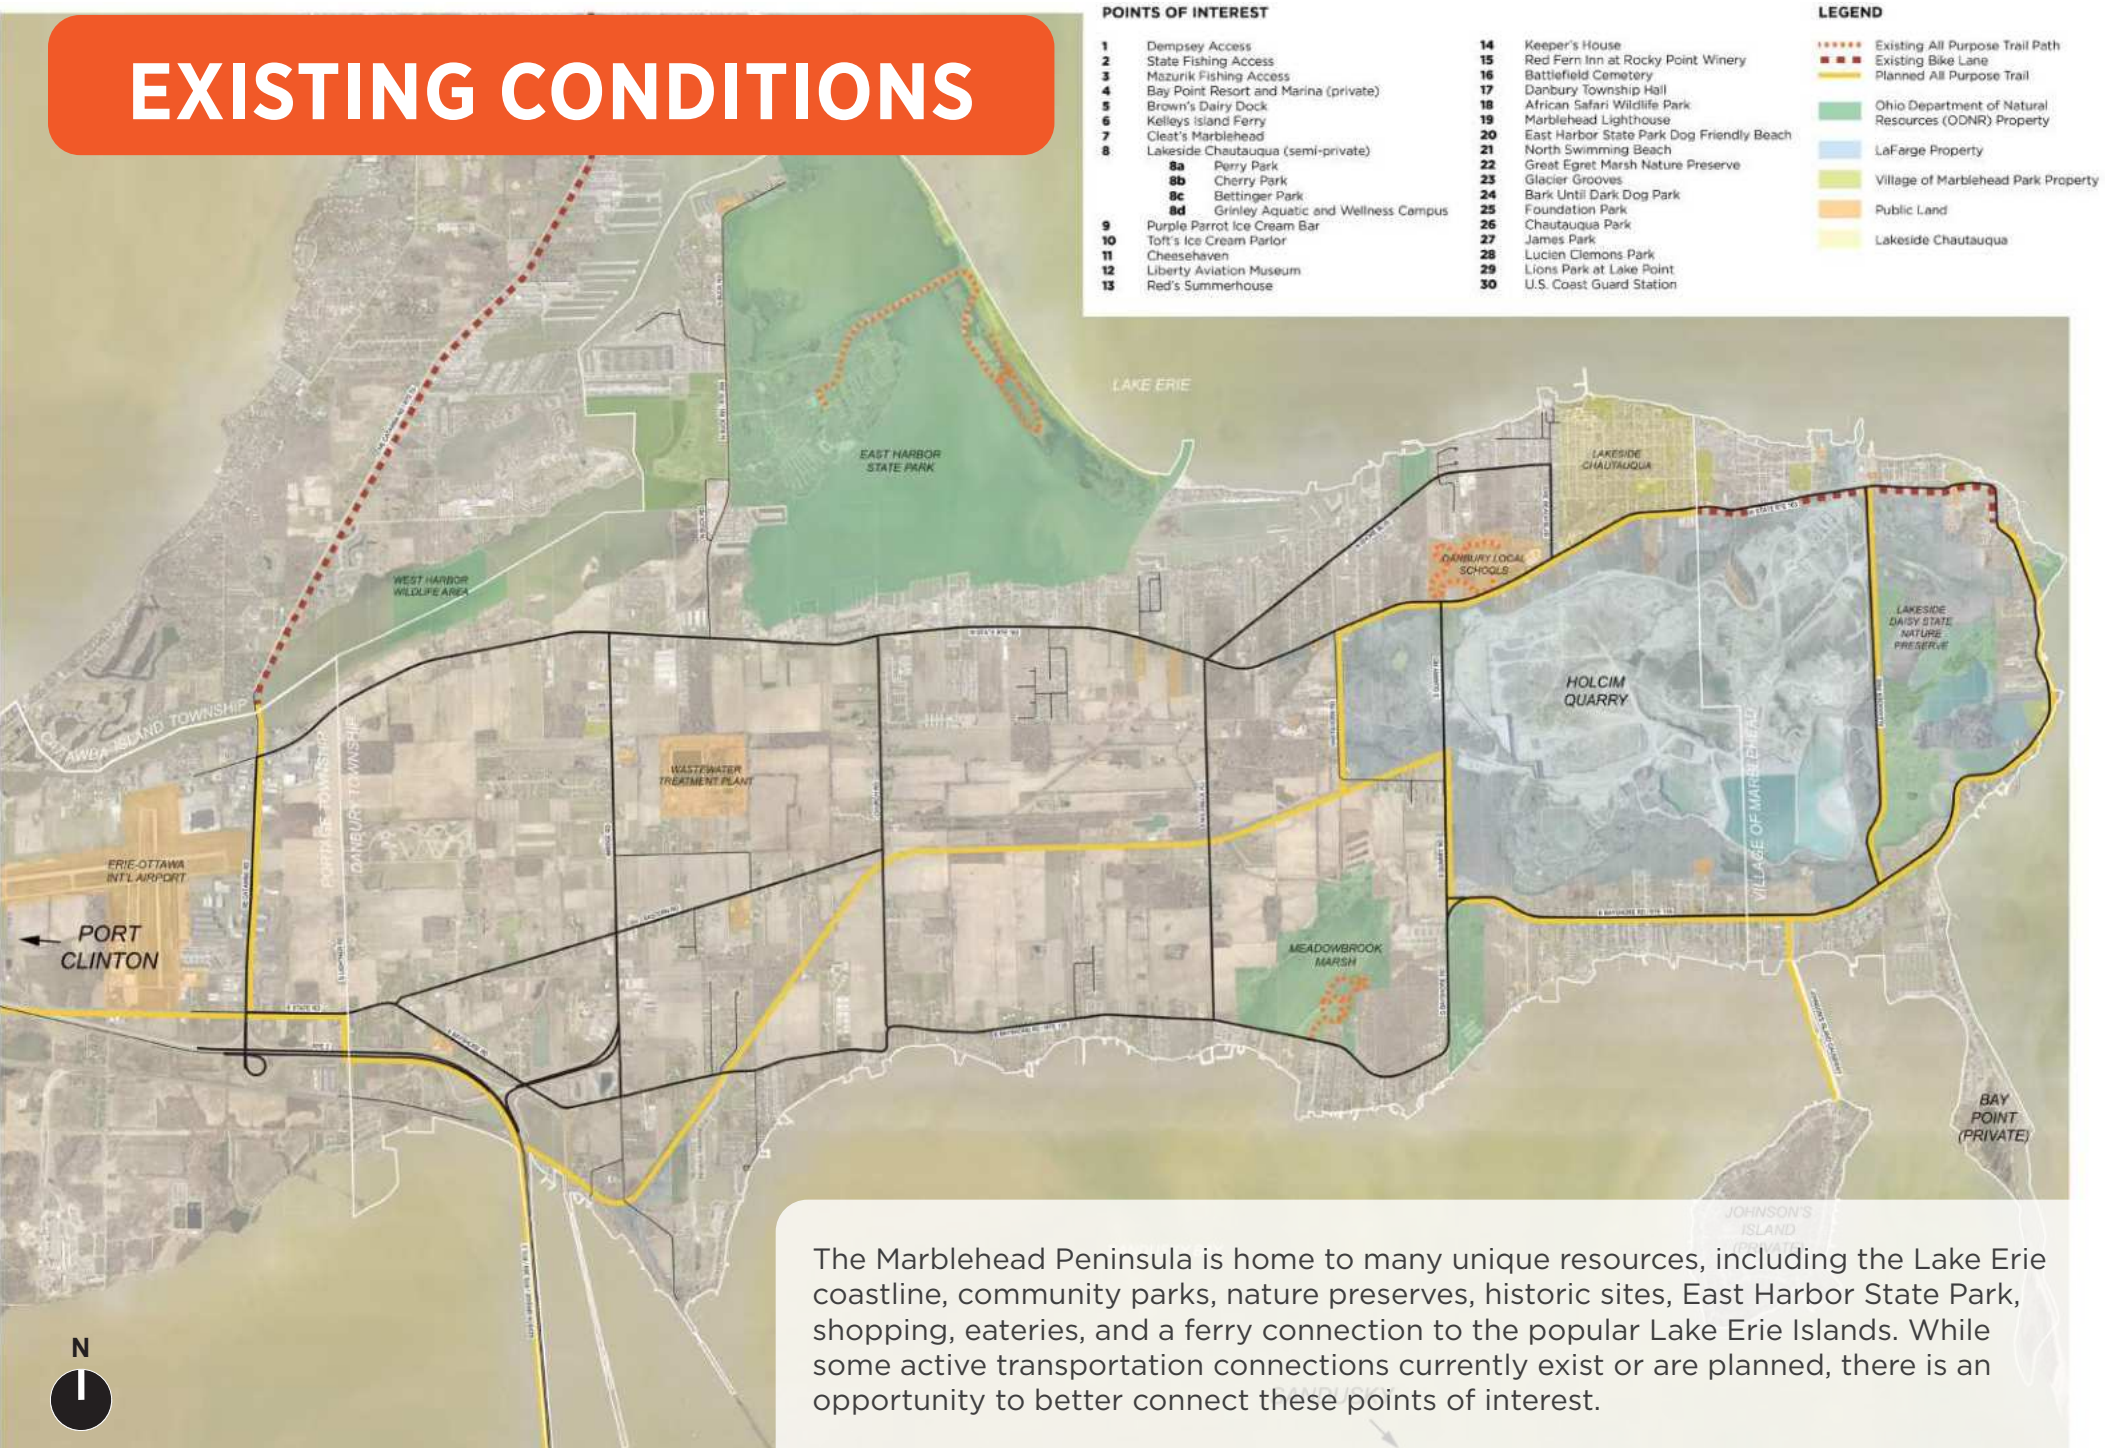 EXISTING CONDITIONS
POINTS OF INTEREST
1 Dempsey Access
2 State Fishing Access
3 Mazurik Fishing Access
4 Bay Point Resort and Marina (private)
5 Brown's Dairy Dock
6 Kelleys Island Ferry
7 Cleat's Marblehead
8 Lakeside Chautauqua (semi-private)
8a Perry Park
8b Cherry Park
8c Bettinger Park
8d Grinley Aquatic and Wellness Campus
9 Purple Parrot Ice Cream Bar
10 Toft's Ice Cream Parlor
11 Cheesehaven
12 Liberty Aviation Museum
13 Red's Summerhouse
14 Keeper's House
15 Red Fern Inn at Rocky Point Winery
16 Battlefield Cemetery
17 Danbury Township Hall
18 African Safari Wildlife Park
19 Marblehead Lighthouse
20 East Harbor State Park Dog Friendly Beach
21 North Swimming Beach
22 Great Egret Marsh Nature Preserve
23 Glacier Grooves
24 Bark Until Dark Dog Park
25 Foundation Park
26 Chautauqua Park
27 James Park
28 Lucien Clemons Park
29 Lions Park at Lake Point
30 U.S. Coast Guard Station
LEGEND
Existing All Purpose Trail Path
Existing Bike Lane
Planned All Purpose Trail
Ohio Department of Natural
Resources (ODNR) Property
LaFarge Property
Village of Marblehead Park Property
Public Land
Lakeside Chautauqua
LAKE ERIE
EAST HARBOR
STATE PARK
LAKESIDE
CHAUTAUQUA
WEST HARBOR
WILDLIFE AREA
DANBURY LOCAL
SCHOOLS
LAKESIDE
DAISY STATE
NATURE
PRESERVE
HOLCIM
QUARRY
CATAWBA ISLAND TOWNSHIP
PORTAGE TOWNSHIP
DANBURY TOWNSHIP
WASTEWATER
TREATMENT PLANT
VILLAGE OF MARBLEHEAD
ERIE-OTTAWA
INT'L AIRPORT
PORT
CLINTON
MEADOWBROOK
MARSH
E STATE RD
BAY
POINT
(PRIVATE)
JOHNSON'S
ISLAND
(PRIVATE)
The Marblehead Peninsula is home to many unique resources, including the Lake Erie
coastline, community parks, nature preserves, historic sites, East Harbor State Park,
shopping, eateries, and a ferry connection to the popular Lake Erie Islands. While
some active transportation connections currently exist or are planned, there is an
opportunity to better connect these points of interest.
SANDUSKY
N